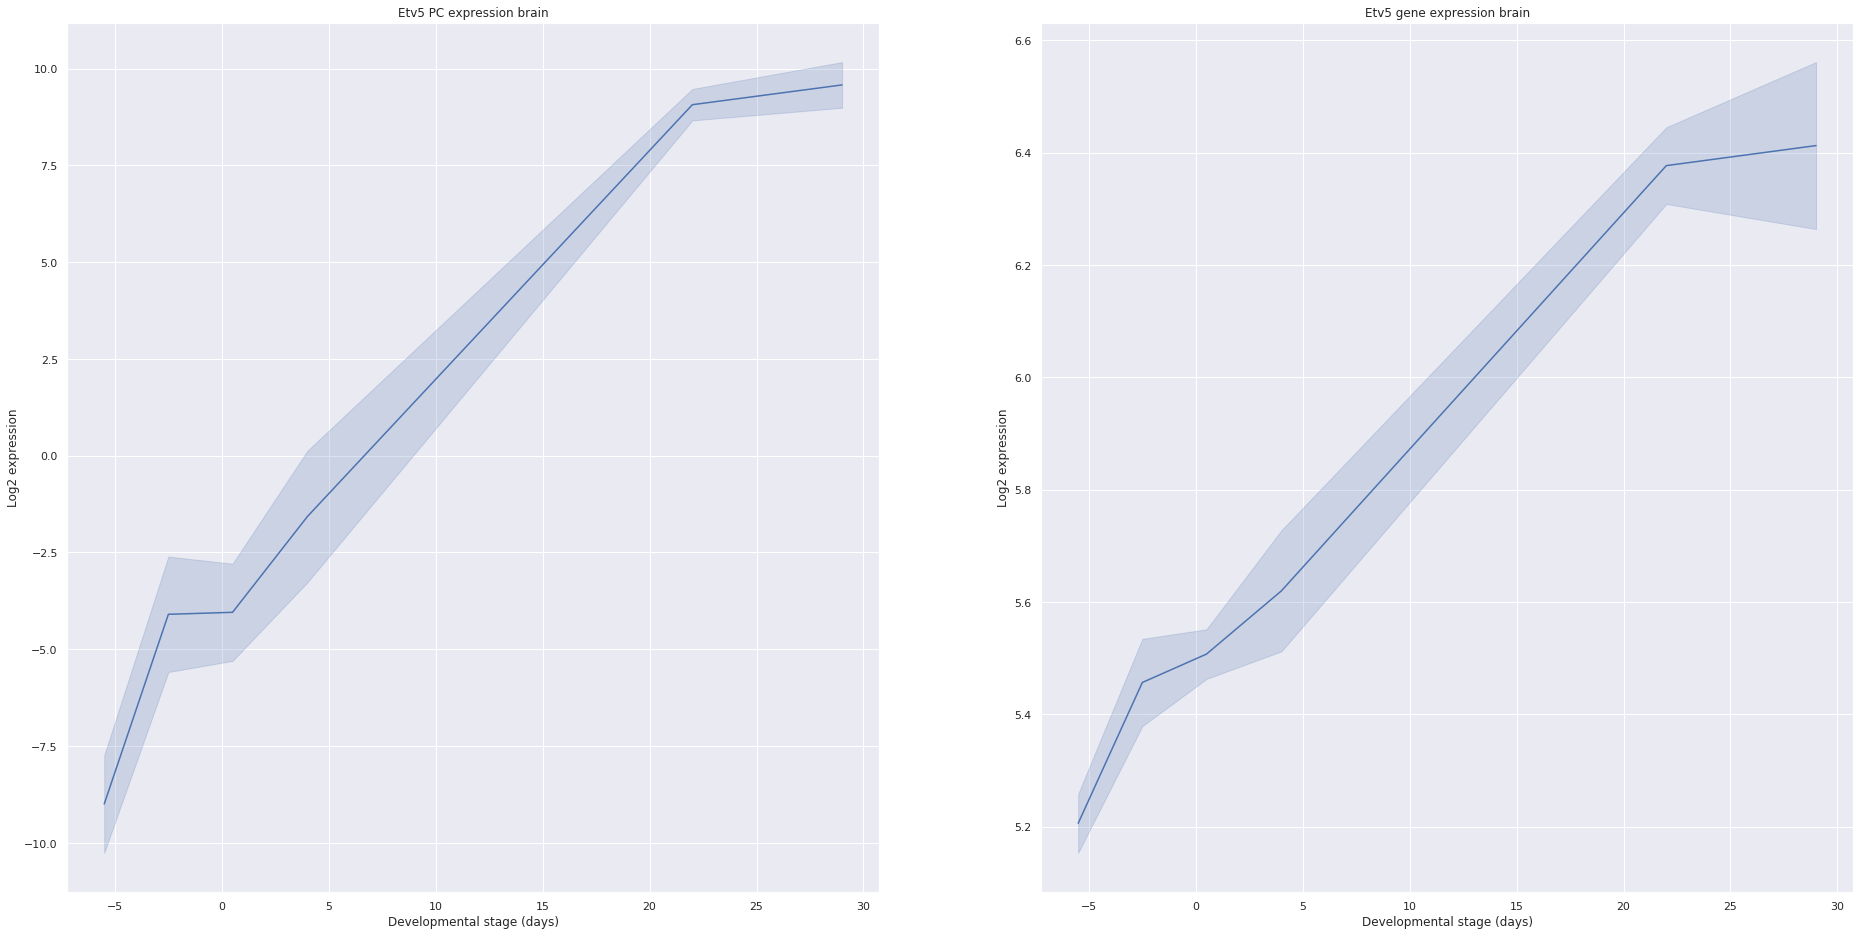 Etv5 PC expression brain
10.0
7.5
5.0
2.5
0.0
−2.5
−5.0
−7.5
−10.0
Log2 expression
−5 0 5 10 15 20 25 30
Developmental stage (days)
Etv5 gene expression brain
6.6
6.4
6.2
6.0
5.8
5.6
5.4
5.2
Log2 expression
−5 0 5 10 15 20 25 30
Developmental stage (days)